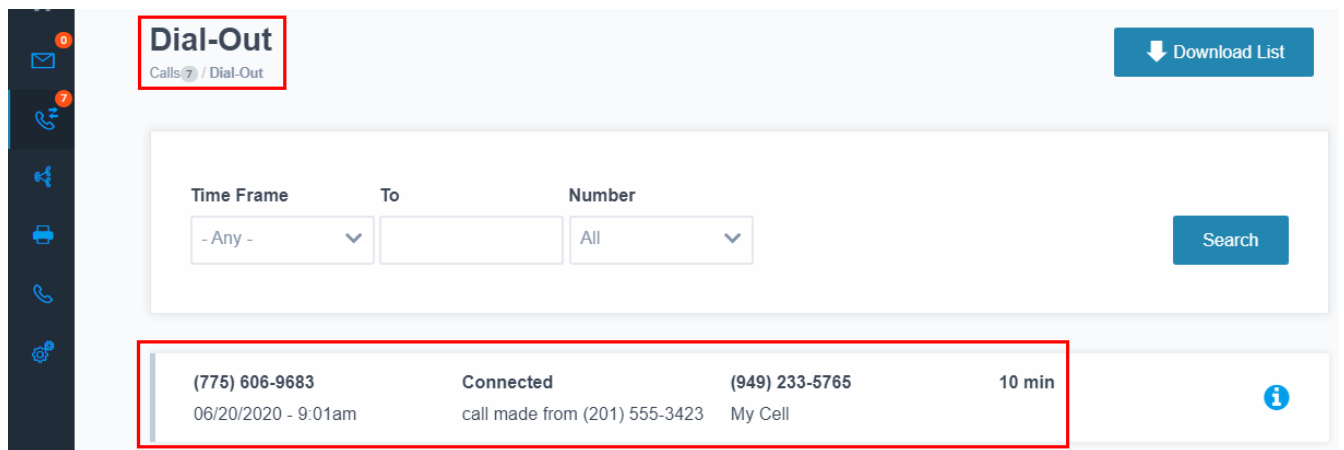 0
Dial-Out
Calls 7 / Dial-Out
Download List
7
Time Frame To Number
- Any - All
Search
(775) 606-9683 Connected (949) 233-5765 10 min
06/20/2020 - 9:01am call made from (201) 555-3423 My Cell